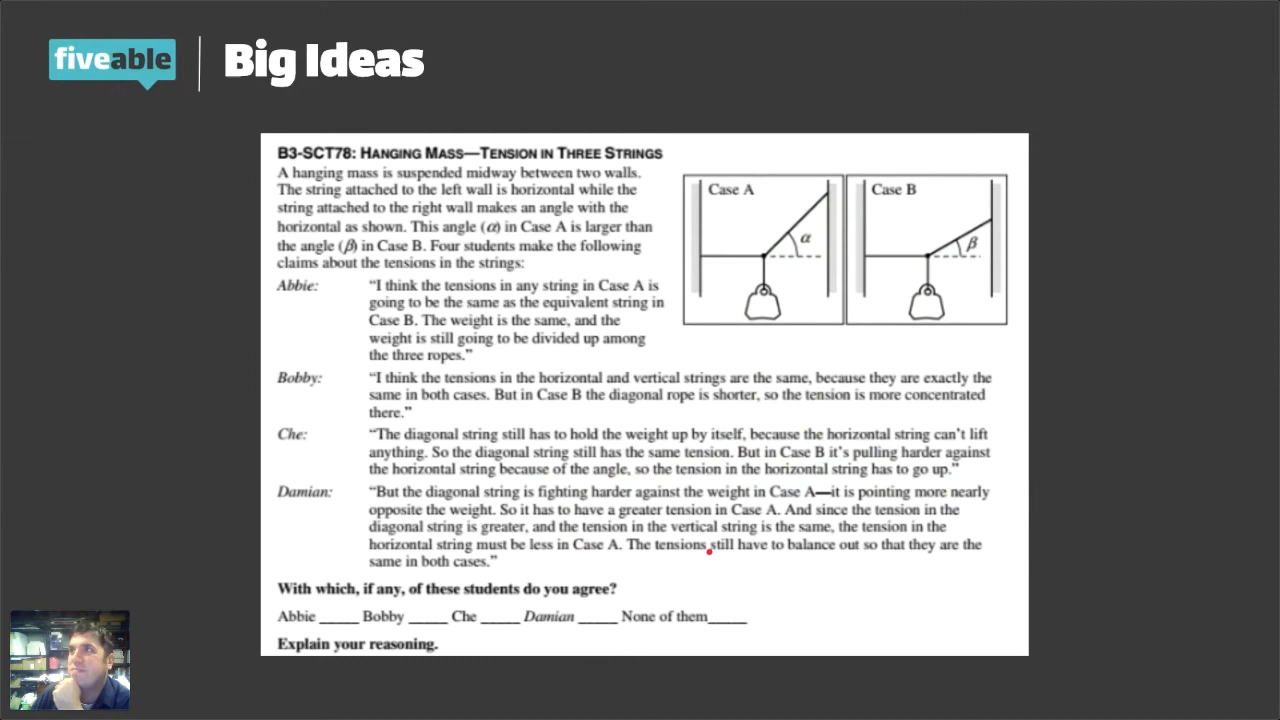 fiveable
Big Ideas
B3-SCT78: HANGING MASS—TENSION IN THREE STRINGS
A hanging mass is suspended midway between two walls.
The string attached to the left wall is horizontal while the
string attached to the right wall makes an angle with the
horizontal as shown. This angle (α) in Case A is larger than
the angle (β) in Case B. Four students make the following
claims about the tensions in the strings:
Case A
α
Case B
β
Abbie: “I think the tensions in any string in Case A is
going to be the same as the equivalent string in
Case B. The weight is the same, and the
weight is still going to be divided up among
the three ropes.”
Bobby: “I think the tensions in the horizontal and vertical strings are the same, because they are exactly the
same in both cases. But in Case B the diagonal rope is shorter, so the tension is more concentrated
there.”
Che: “The diagonal string still has to hold the weight up by itself, because the horizontal string can’t lift
anything. So the diagonal string still has the same tension. But in Case B it’s pulling harder against
the horizontal string because of the angle, so the tension in the horizontal string has to go up.”
Damian: “But the diagonal string is fighting harder against the weight in Case A—it is pointing more nearly
opposite the weight. So it has to have a greater tension in Case A. And since the tension in the
diagonal string is greater, and the tension in the vertical string is the same, the tension in the
horizontal string must be less in Case A. The tensions still have to balance out so that they are the
same in both cases.”
With which, if any, of these students do you agree?
Abbie _____ Bobby _____ Che _____ Damian _____ None of them_____
Explain your reasoning.